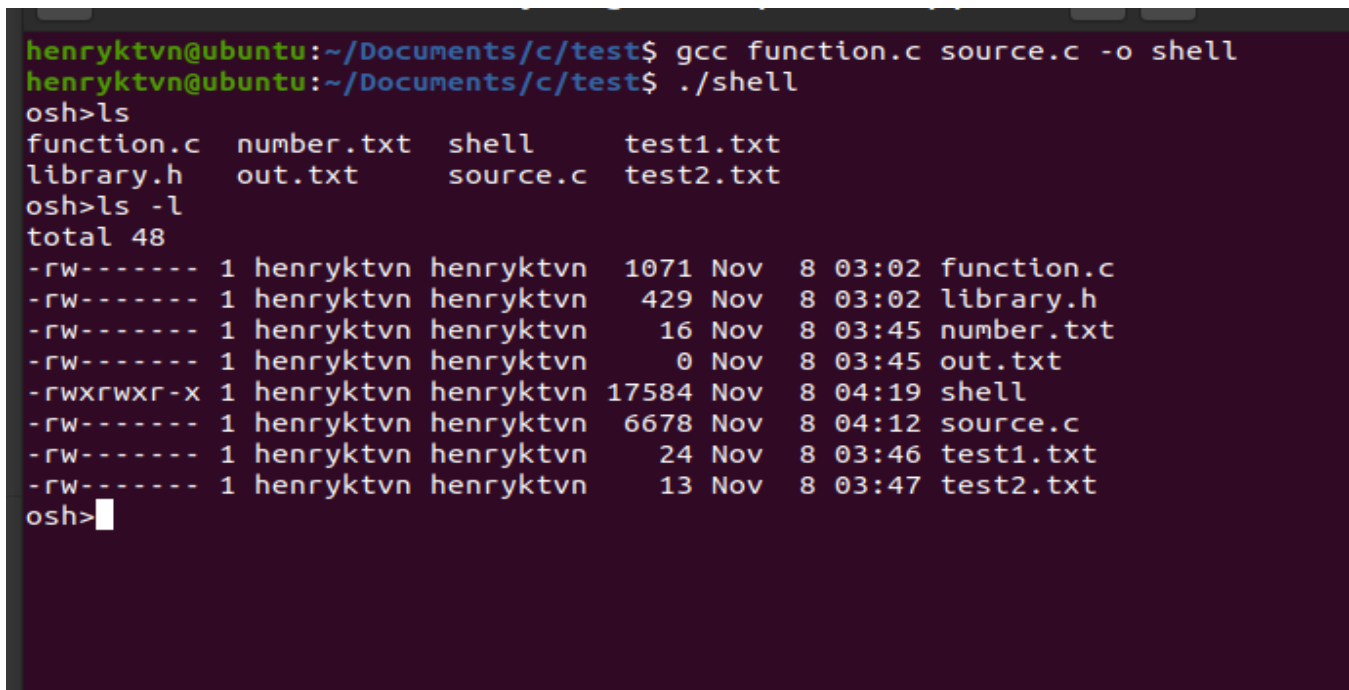 henryktvn@ubuntu:~/Documents/c/test$ gcc function.c source.c -o shell
henryktvn@ubuntu:~/Documents/c/test$ ./shell
osh>ls
function.c  number.txt  shell     test1.txt
library.h   out.txt     source.c  test2.txt
osh>ls -l
total 48
-rw------- 1 henryktvn henryktvn  1071 Nov  8 03:02 function.c
-rw------- 1 henryktvn henryktvn   429 Nov  8 03:02 library.h
-rw------- 1 henryktvn henryktvn    16 Nov  8 03:45 number.txt
-rw------- 1 henryktvn henryktvn     0 Nov  8 03:45 out.txt
-rwxrwxr-x 1 henryktvn henryktvn 17584 Nov  8 04:19 shell
-rw------- 1 henryktvn henryktvn  6678 Nov  8 04:12 source.c
-rw------- 1 henryktvn henryktvn    24 Nov  8 03:46 test1.txt
-rw------- 1 henryktvn henryktvn    13 Nov  8 03:47 test2.txt
osh>